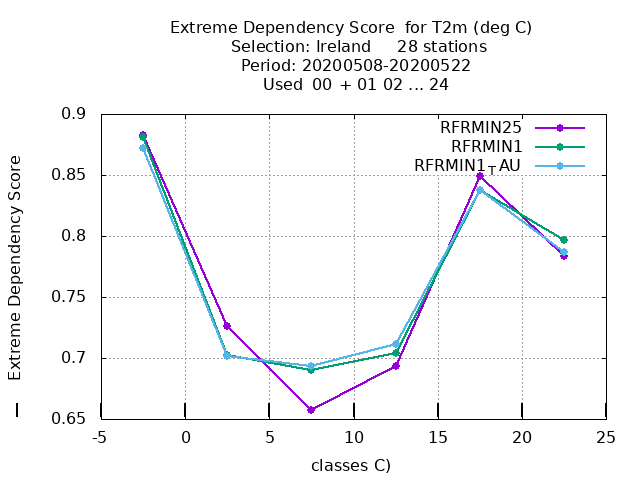 Extreme Dependency Score  for T2m (deg C)
Selection: Ireland     28 stations
Period: 20200508-20200522
Used  00 + 01 02 ... 24
RFRMIN25
RFRMIN1
RFRMIN1TAU
0.9
0.85
0.8
0.75
0.7
0.65
Extreme Dependency Score
-5
0
5
10
15
20
25
classes C)